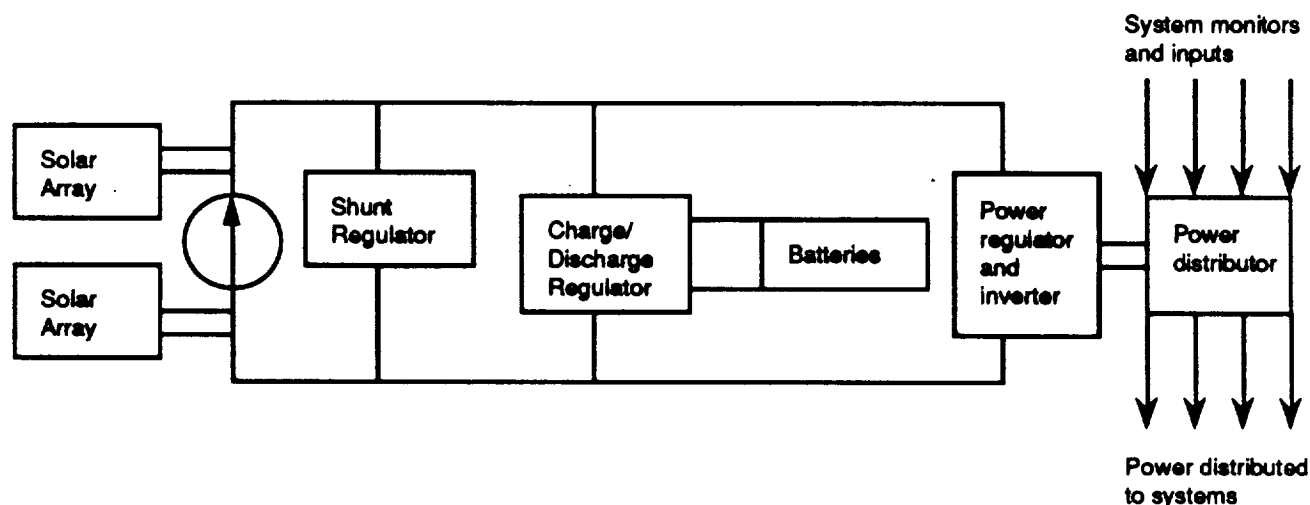 System monitors
and inputs
Solar
Array
Shunt
Regulator
Charge/
Discharge
Regulator
Batteries
Power
regulator
and
inverter
Power
distributor
Solar
Array
Power distributed
to systems